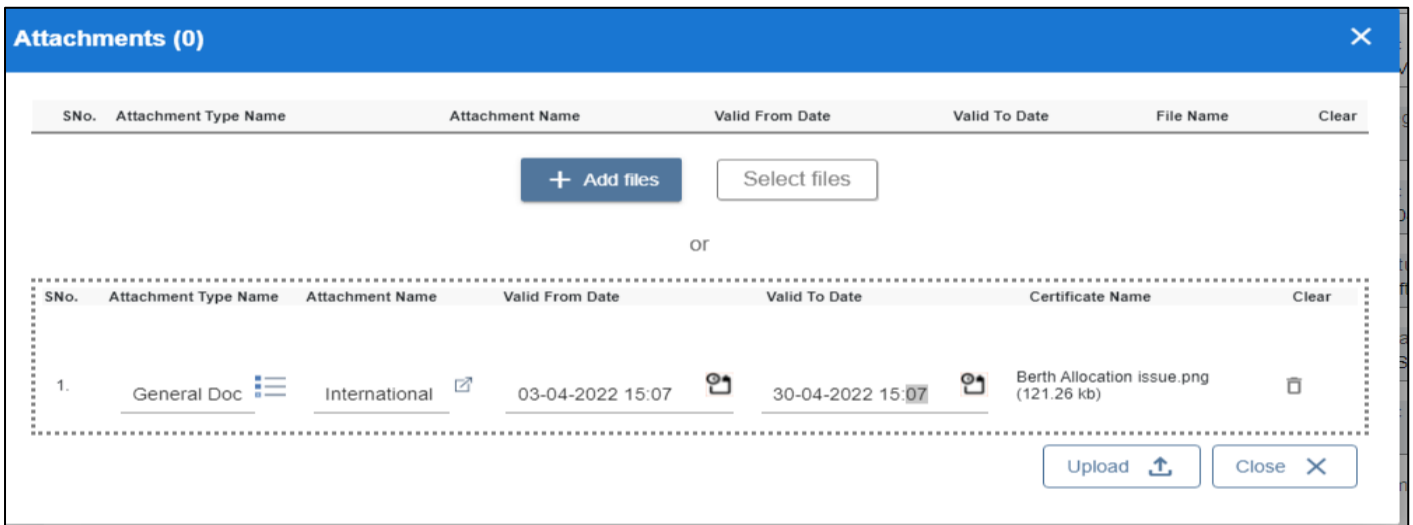 Attachments (0)
SNo. Attachment Type Name Attachment Name Valid From Date Valid To Date File Name Clear
+ Add files Select files
or
SNo. Attachment Type Name Attachment Name Valid From Date Valid To Date Certificate Name Clear
1. General Doc International 03-04-2022 15:07 30-04-2022 15:07 Berth Allocation issue.png
(121.26 kb)
Upload Close